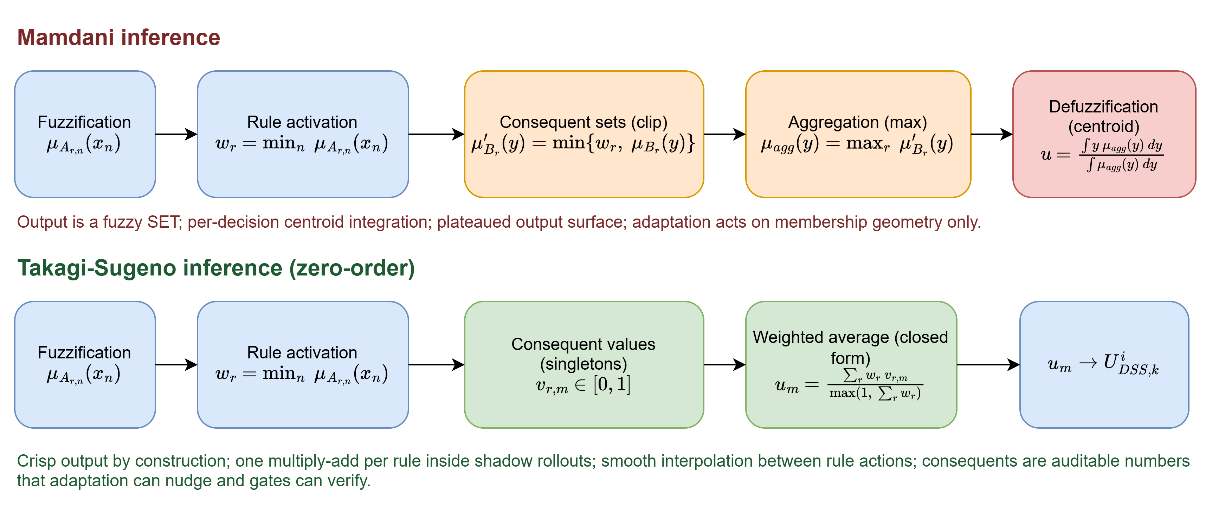 Mamdani inference
Fuzzification
μ_{A_{r,n}}(x_n)
Rule activation
w_r = min_n μ_{A_{r,n}}(x_n)
Consequent sets (clip)
μ'_{B_r}(y) = min{w_r, μ_{B_r}(y)}
Aggregation (max)
μ_{agg}(y) = max_r μ'_{B_r}(y)
Defuzzification
(centroid)
u = ∫ y μ_{agg}(y) dy / ∫ μ_{agg}(y) dy
Output is a fuzzy SET; per-decision centroid integration; plateaued output surface; adaptation acts on membership geometry only.
Takagi-Sugeno inference (zero-order)
Fuzzification
μ_{A_{r,n}}(x_n)
Rule activation
w_r = min_n μ_{A_{r,n}}(x_n)
Consequent values
(singletons)
v_{r,m} ∈ [0, 1]
Weighted average (closed
form)
u_m = ∑_r w_r v_{r,m} / max(1, ∑_r w_r)
u_m → U^i_{DSS,k}
Crisp output by construction; one multiply-add per rule inside shadow rollouts; smooth interpolation between rule actions; consequents are auditable numbers
that adaptation can nudge and gates can verify.